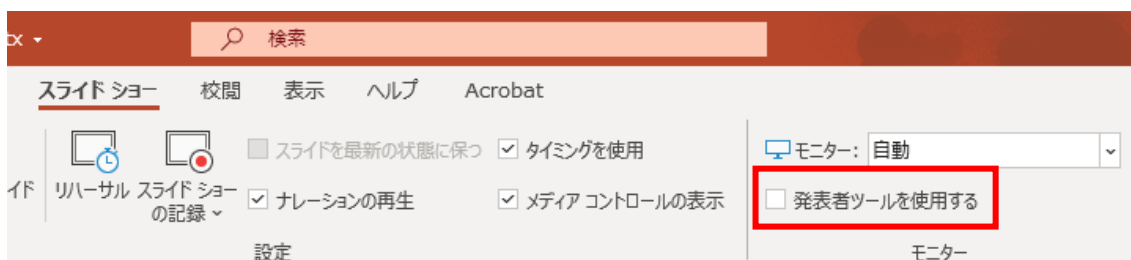 検索
スライド ショー 校閲 表示 ヘルプ Acrobat
スライドを最新の状態に保つ タイミングを使用 モニター: 自動
イド リハーサル スライド ショー
の記録 ナレーションの再生 メディア コントロールの表示 発表者ツールを使用する
設定 モニター